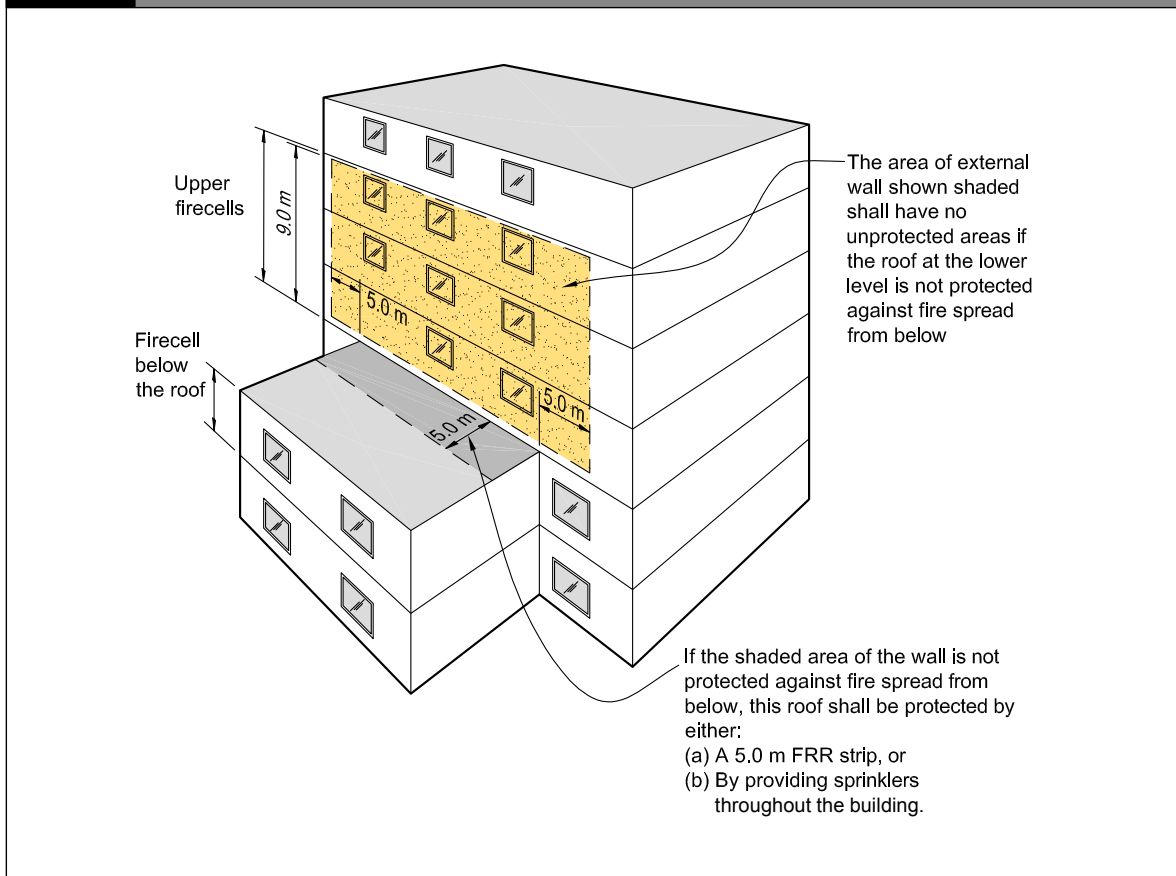 Upper
firecells
9.0 m
The area of external
wall shown shaded
shall have no
unprotected areas if
the roof at the lower
level is not protected
against fire spread
from below
5.0 m
Firecell
below
the roof
5.0 m
5.0 m
If the shaded area of the wall is not
protected against fire spread from
below, this roof shall be protected by
either:
(a) A 5.0 m FRR strip, or
(b) By providing sprinklers
throughout the building.